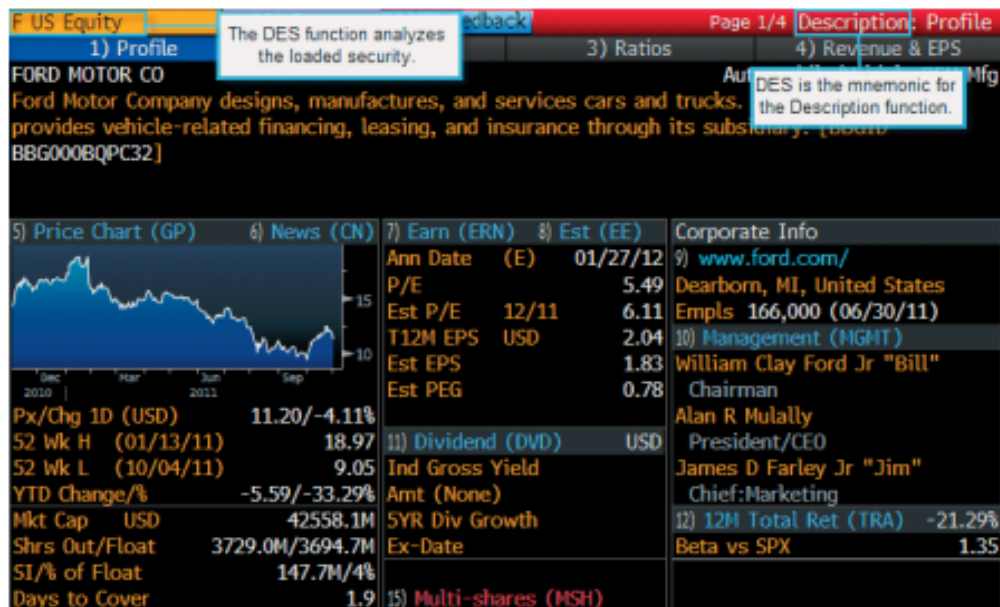 F US Equity
edback
Page 1/4 Description: Profile
The DES function analyzes
the loaded security.
1) Profile
3) Ratios
4) Revenue & EPS
FORD MOTOR CO
Mfg
DES is the mnemonic for
the Description function.
Ford Motor Company designs, manufactures, and services cars and trucks.
provides vehicle-related financing, leasing, and insurance through its subsidiary. [BBGID
BBG000BQPC32]
5) Price Chart (GP) 6) News (CN)
15
10
Dec Mar Jun Sep
2010 2011
Px/Chg 1D (USD) 11.20/-4.11%
52 Wk H (01/13/11) 18.97
52 Wk L (10/04/11) 9.05
YTD Change/% -5.59/-33.29%
Mkt Cap USD 42558.1M
Shrs Out/Float 3729.0M/3694.7M
SI/% of Float 147.7M/4%
Days to Cover 1.9
7) Earn (ERN) 8) Est (EE)
Ann Date (E) 01/27/12
P/E 5.49
Est P/E 12/11 6.11
T12M EPS USD 2.04
Est EPS 1.83
Est PEG 0.78
11) Dividend (DVD) USD
Ind Gross Yield
Amt (None)
5YR Div Growth
Ex-Date
15) Multi-shares (MSH)
Corporate Info
9) www.ford.com/
Dearborn, MI, United States
Empls 166,000 (06/30/11)
10) Management (MGMT)
William Clay Ford Jr "Bill"
Chairman
Alan R Mulally
President/CEO
James D Farley Jr "Jim"
Chief:Marketing
12) 12M Total Ret (TRA) -21.29%
Beta vs SPX 1.35